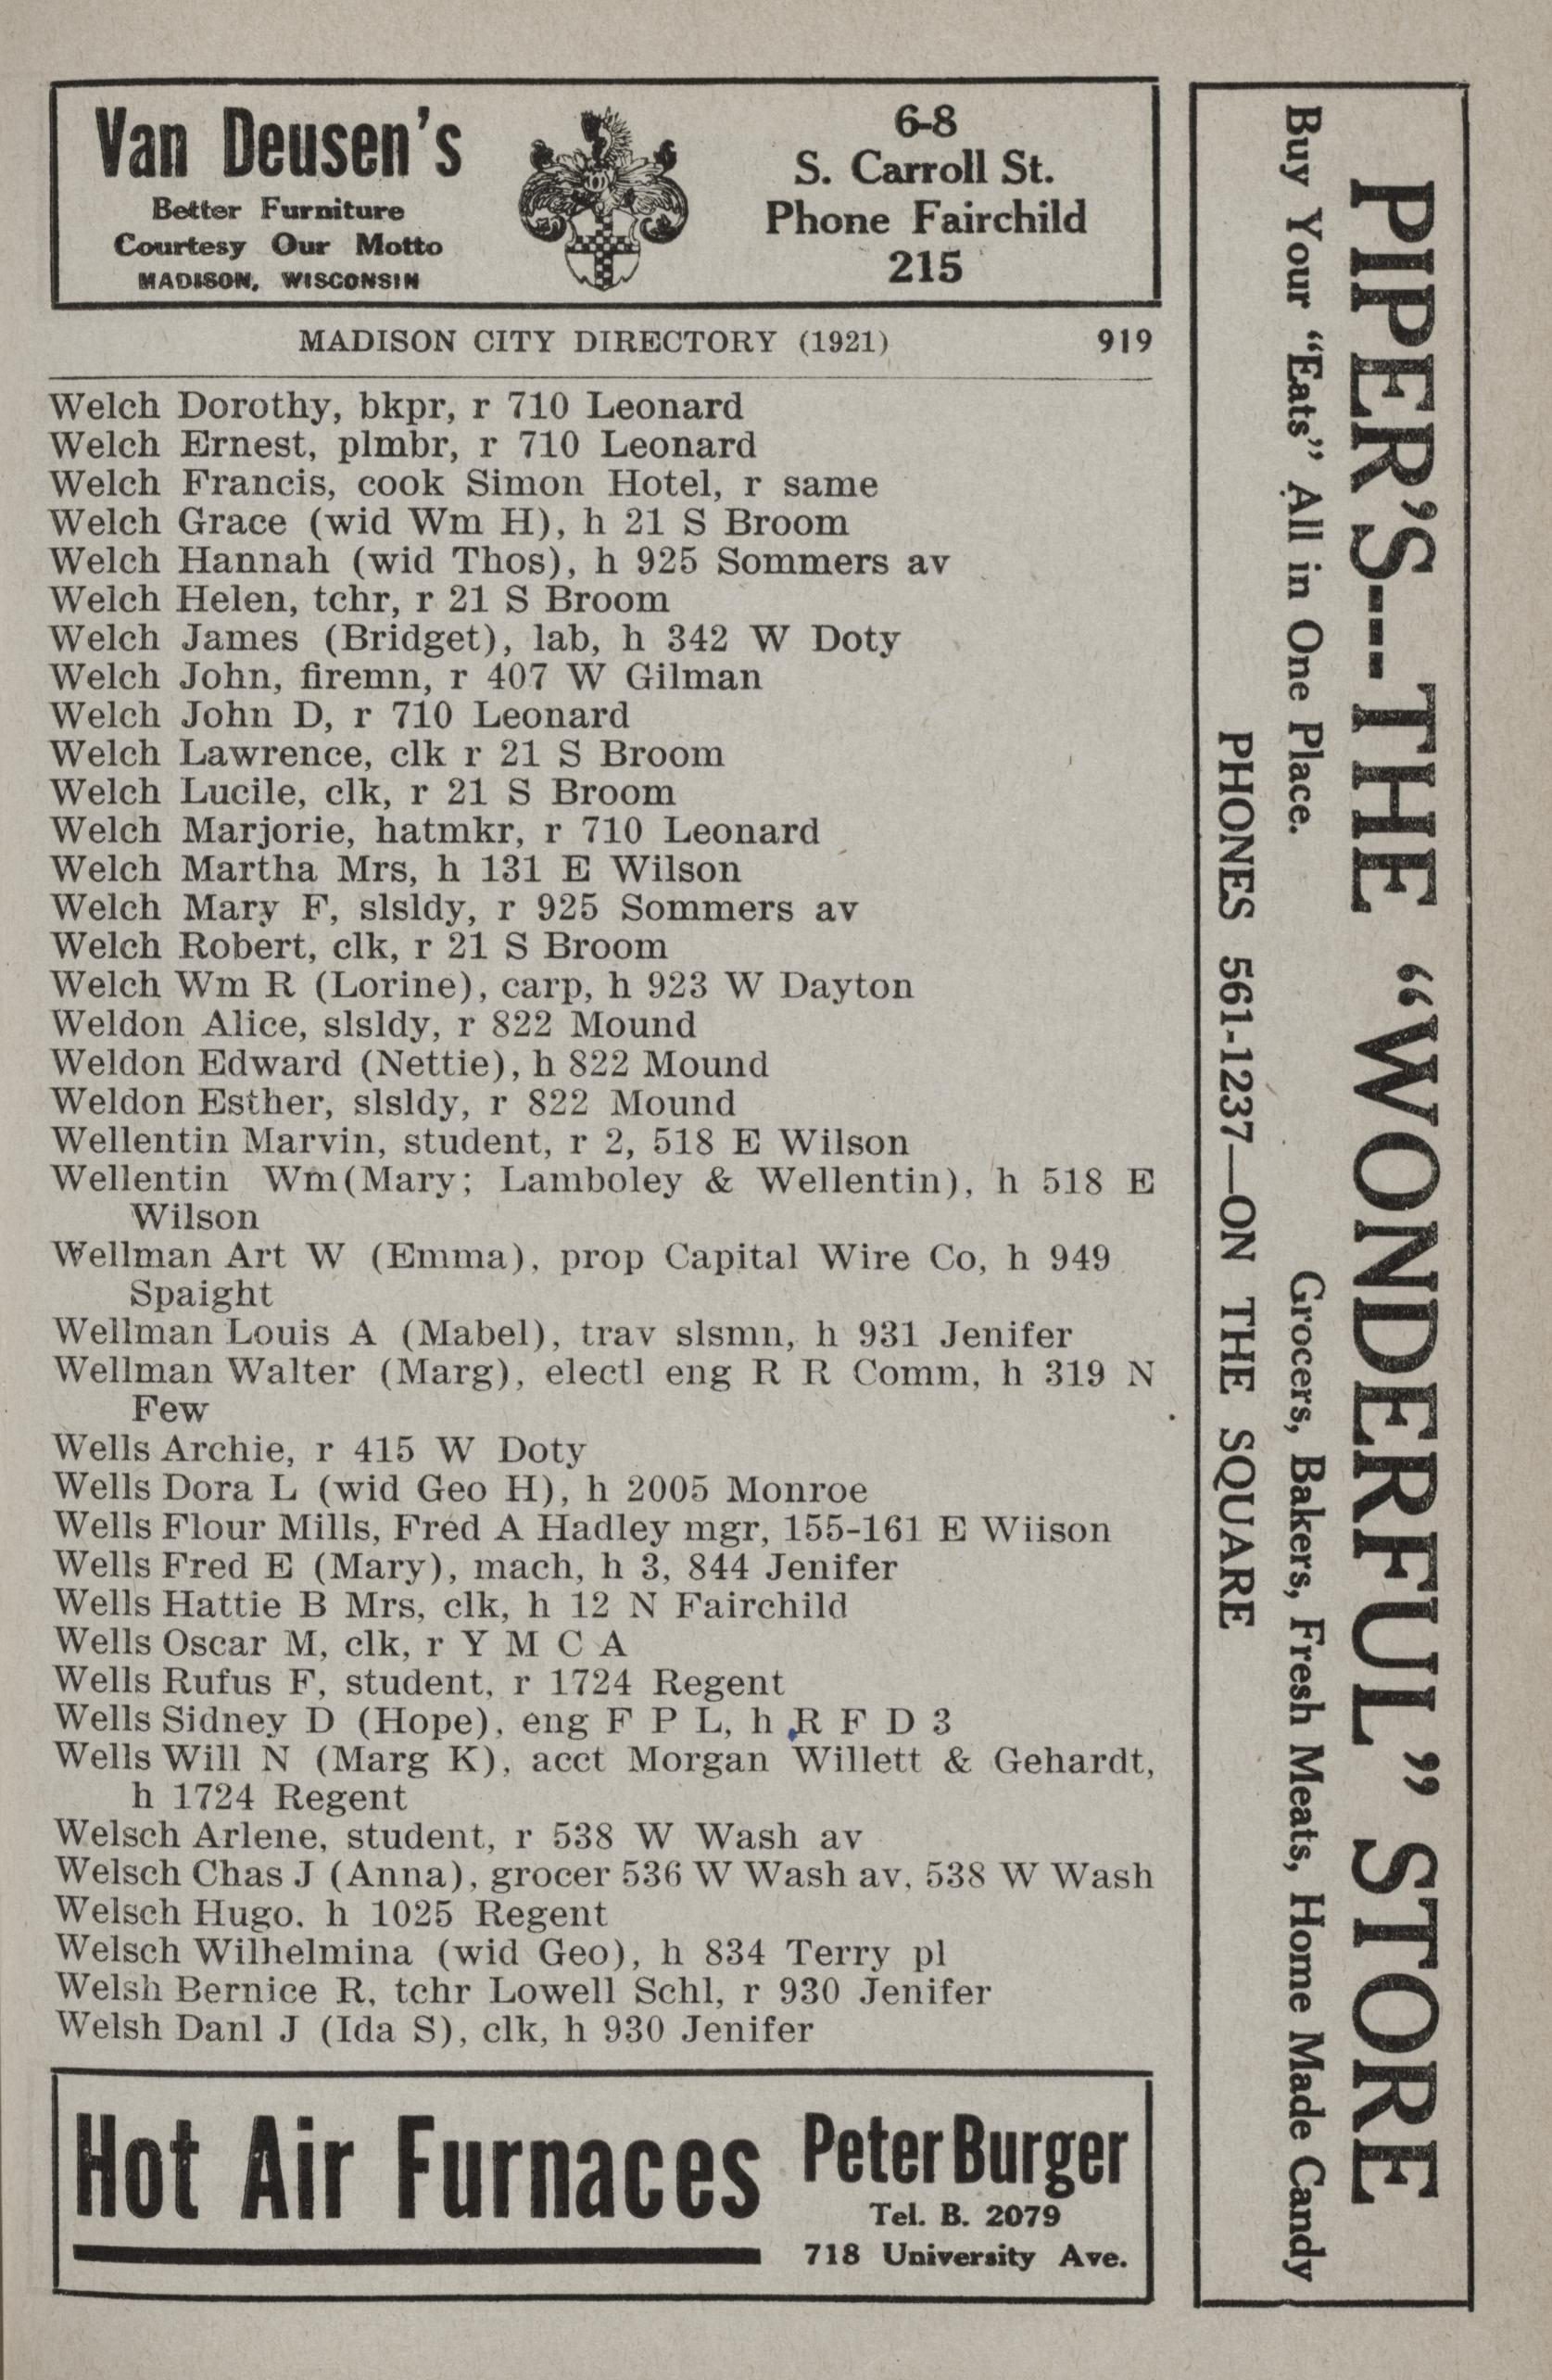 Van Deusen's
Better Furniture
Courtesy Our Motto
MADISON, WISCONSIN
6-8
S. Carroll St.
Phone Fairchild
215
MADISON CITY DIRECTORY (1921) 919
Welch Dorothy, bkpr, r 710 Leonard
Welch Ernest, plmbr, r 710 Leonard
Welch Francis, cook Simon Hotel, r same
Welch Grace (wid Wm H), h 21 S Broom
Welch Hannah (wid Thos), h 925 Sommers av
Welch Helen, tchr, r 21 S Broom
Welch James (Bridget), lab, h 342 W Doty
Welch John, firemn, r 407 W Gilman
Welch John D, r 710 Leonard
Welch Lawrence, clk r 21 S Broom
Welch Lucile, clk, r 21 S Broom
Welch Marjorie, hatmkr, r 710 Leonard
Welch Martha Mrs, h 131 E Wilson
Welch Mary F, slsldy, r 925 Sommers av
Welch Robert, clk, r 21 S Broom
Welch Wm R (Lorine), carp, h 923 W Dayton
Weldon Alice, slsldy, r 822 Mound
Weldon Edward (Nettie), h 822 Mound
Weldon Esther, slsldy, r 822 Mound
Wellentin Marvin, student, r 2, 518 E Wilson
Wellentin Wm(Mary; Lamboley & Wellentin), h 518 E
Wilson
Wellman Art W (Emma), prop Capital Wire Co, h 949
Spaight
Wellman Louis A (Mabel), trav slsmn, h 931 Jenifer
Wellman Walter (Marg), electl eng R R Comm, h 319 N
Few
Wells Archie, r 415 W Doty
Wells Dora L (wid Geo H), h 2005 Monroe
Wells Flour Mills, Fred A Hadley mgr, 155-161 E Wiison
Wells Fred E (Mary), mach, h 3, 844 Jenifer
Wells Hattie B Mrs, clk, h 12 N Fairchild
Wells Oscar M, clk, r Y M C A
Wells Rufus F, student, r 1724 Regent
Wells Sidney D (Hope), eng F P L, h R F D 3
Wells Will N (Marg K), acct Morgan Willett & Gehardt,
h 1724 Regent
Welsch Arlene, student, r 538 W Wash av
Welsch Chas J (Anna), grocer 536 W Wash av, 538 W Wash
Welsch Hugo. h 1025 Regent
Welsch Wilhelmina (wid Geo), h 834 Terry pl
Welsh Bernice R, tchr Lowell Schl, r 930 Jenifer
Welsh Danl J (Ida S), clk, h 930 Jenifer
Hot Air Furnaces
Peter Burger
Tel. B. 2079
718 University Ave.
PIPER'S---THE "WONDERFUL" STORE
Buy Your "Eats" All in One Place. Grocers, Bakers, Fresh Meats, Home Made Candy
PHONES 561-1237—ON THE SQUARE